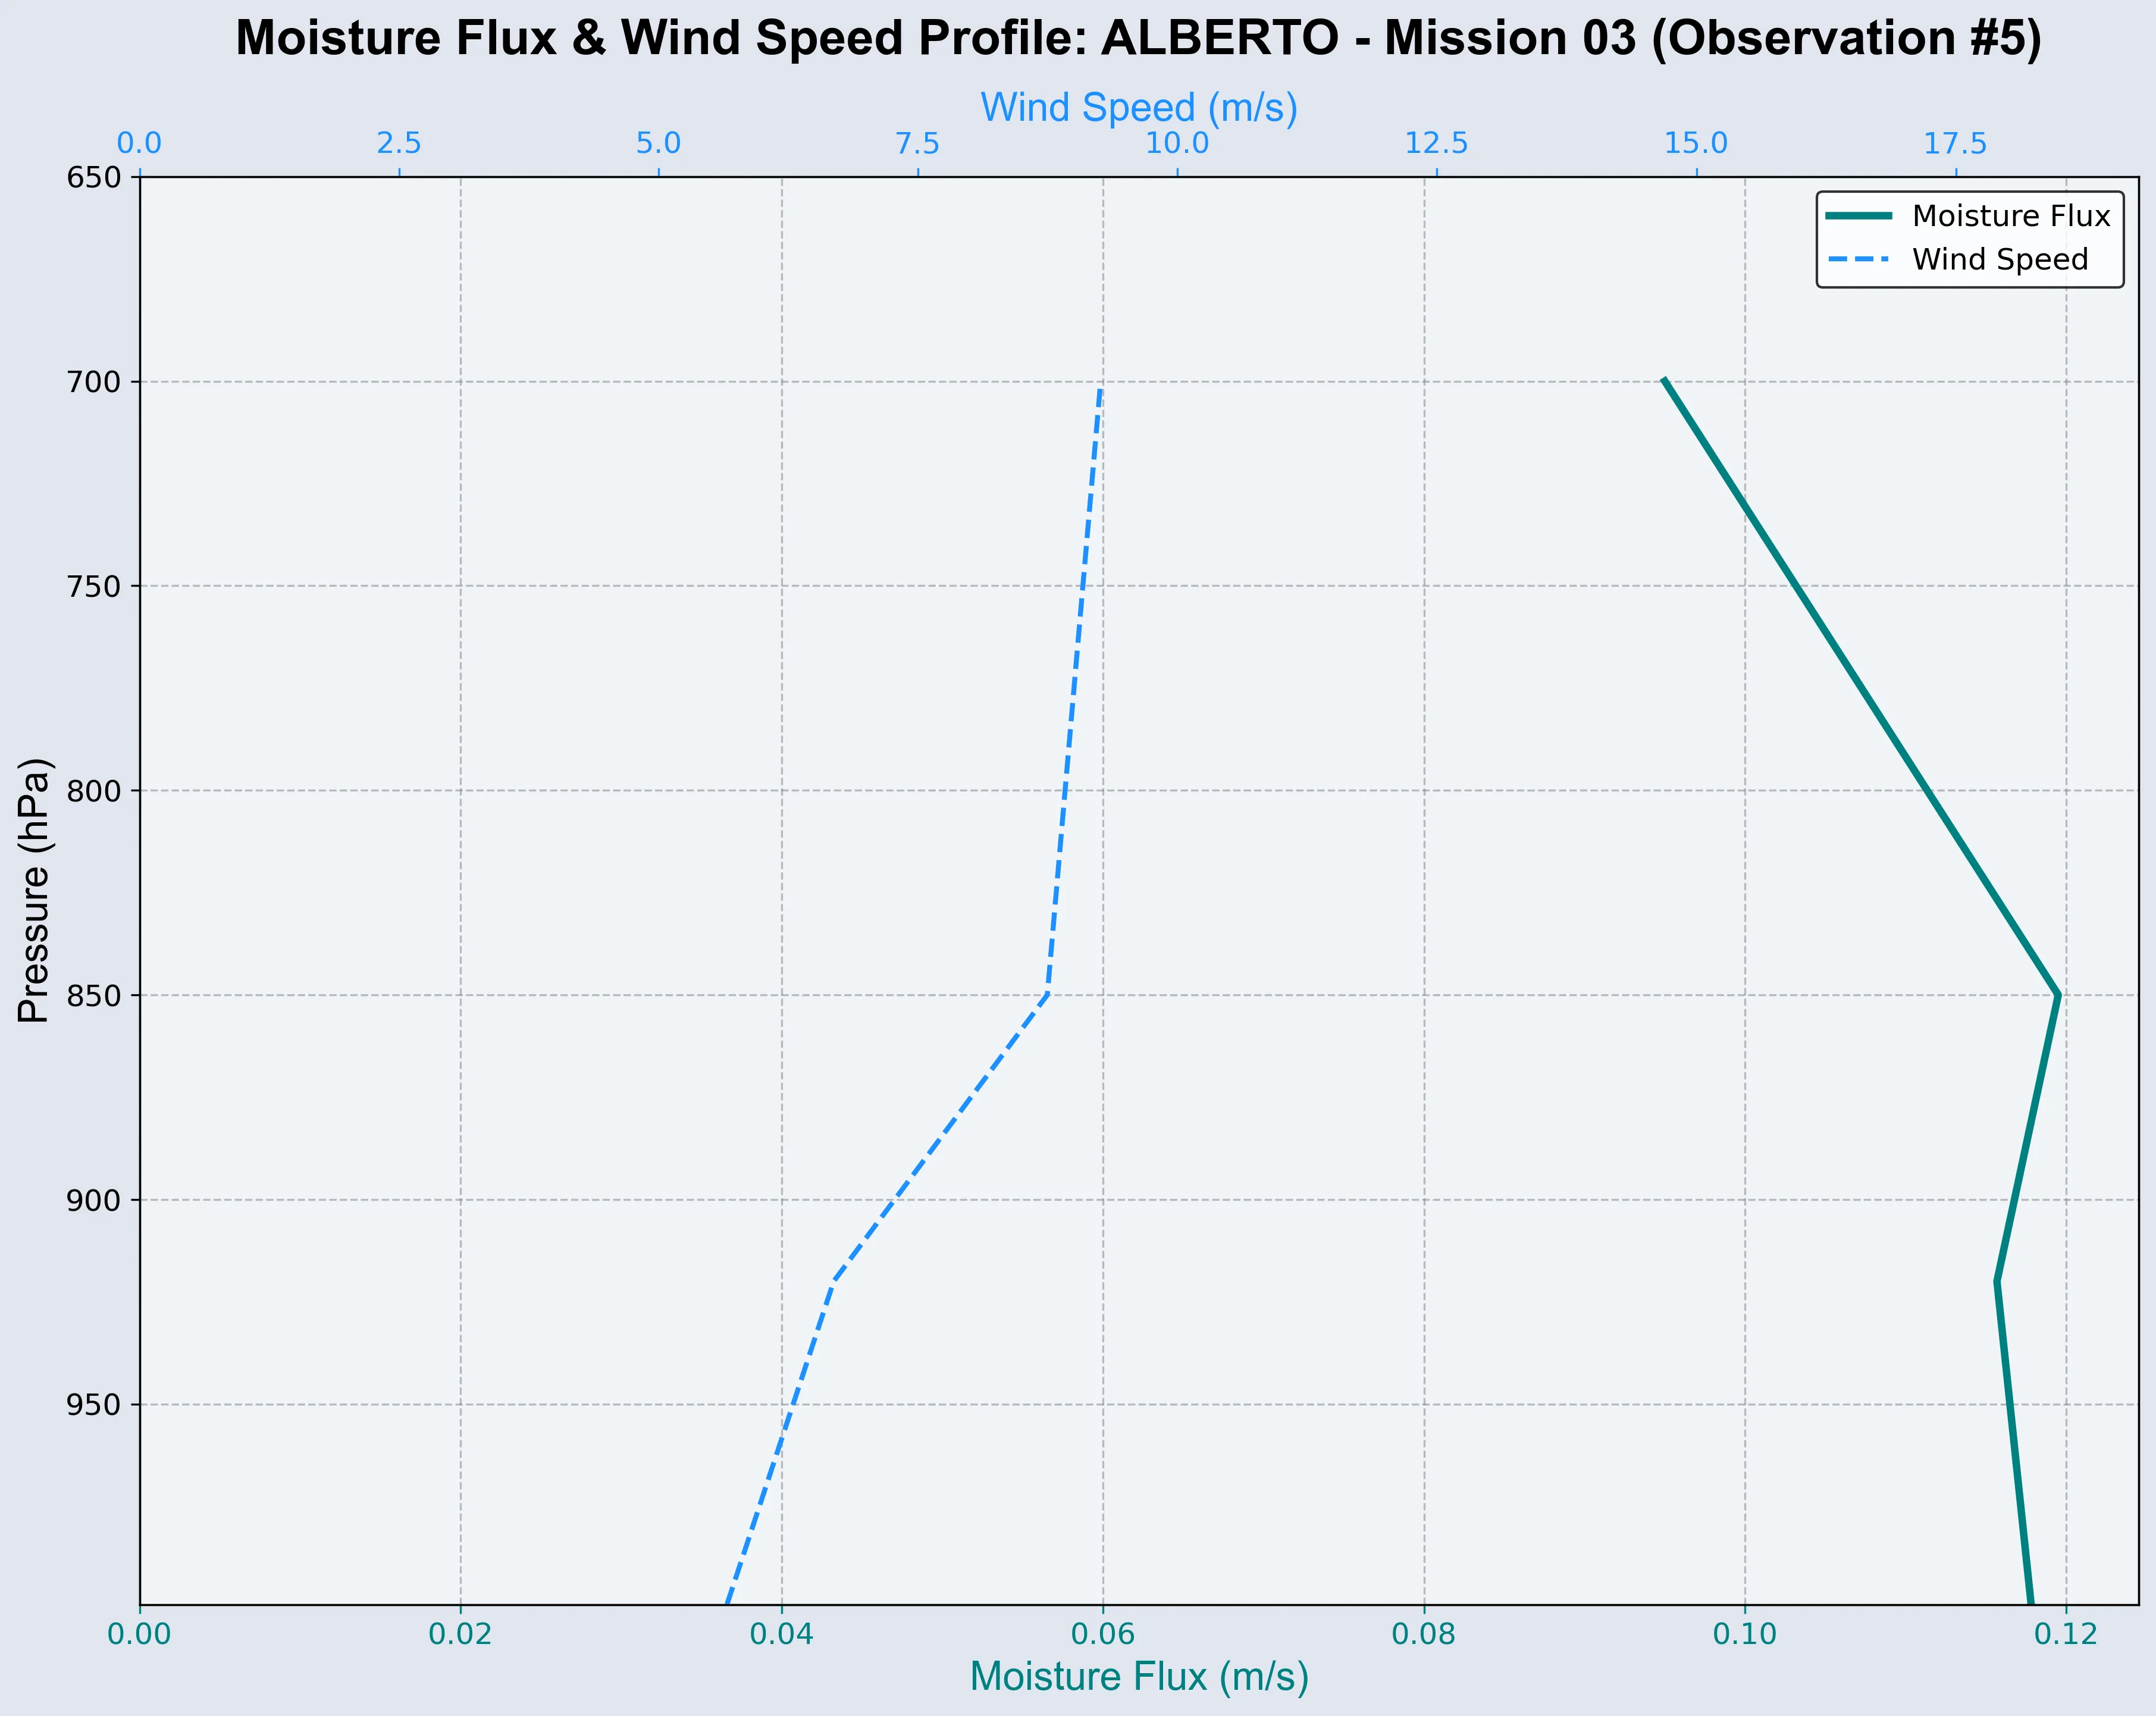 Moisture Flux & Wind Speed Profile: ALBERTO - Mission 03 (Observation #5)
Wind Speed (m/s)
0.0 2.5 5.0 7.5 10.0 12.5 15.0 17.5
Moisture Flux
Wind Speed
Pressure (hPa)
650
700
750
800
850
900
950
0.00 0.02 0.04 0.06 0.08 0.10 0.12
Moisture Flux (m/s)